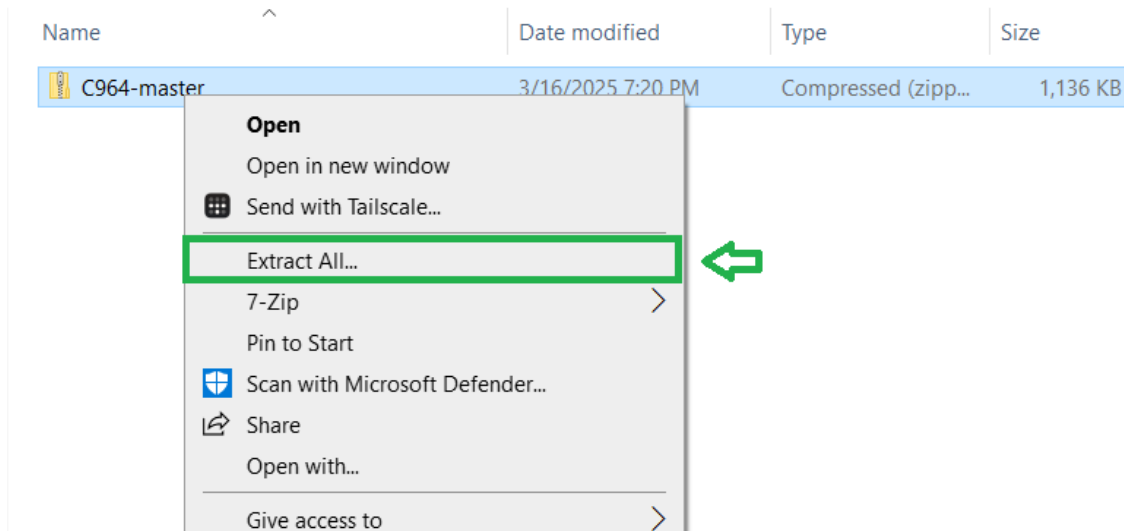 Name Date modified Type Size
C964-master 3/16/2025 7:20 PM Compressed (zipp... 1,136 KB
Open
Open in new window
Send with Tailscale...
Extract All...
7-Zip
Pin to Start
Scan with Microsoft Defender...
Share
Open with...
Give access to